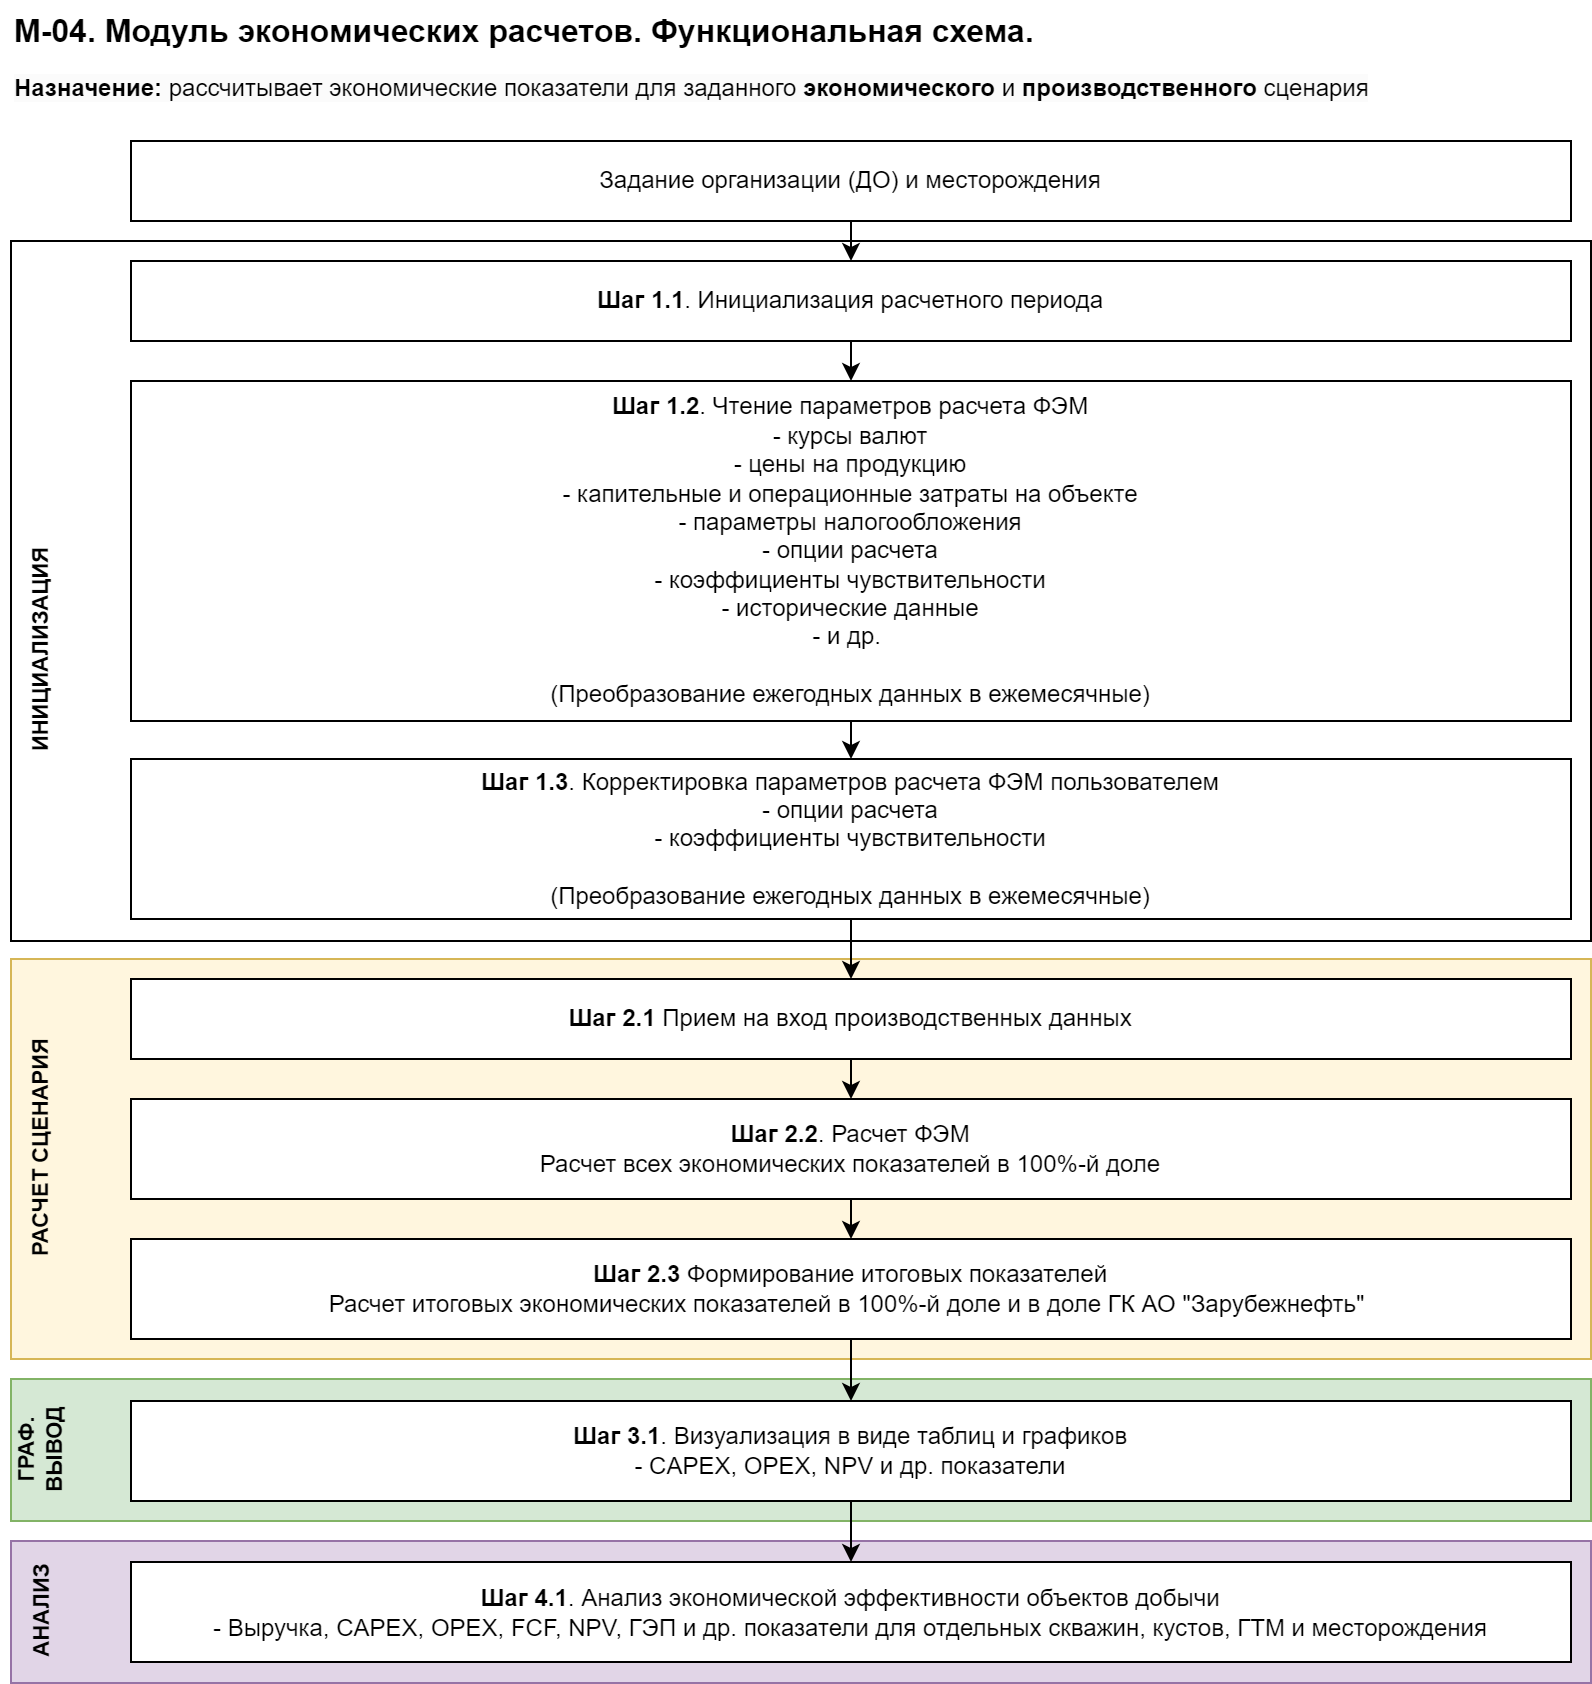 М-04. Модуль экономических расчетов. Функциональная схема.
Назначение: рассчитывает экономические показатели для заданного экономического и производственного сценария
Задание организации (ДО) и месторождения
ИНИЦИАЛИЗАЦИЯ
Шаг 1.1. Инициализация расчетного периода
Шаг 1.2. Чтение параметров расчета ФЭМ
- курсы валют
- цены на продукцию
- капительные и операционные затраты на объекте
- параметры налогообложения
- опции расчета
- коэффициенты чувствительности
- исторические данные
- и др.
(Преобразование ежегодных данных в ежемесячные)
Шаг 1.3. Корректировка параметров расчета ФЭМ пользователем
- опции расчета
- коэффициенты чувствительности
(Преобразование ежегодных данных в ежемесячные)
РАСЧЕТ СЦЕНАРИЯ
Шаг 2.1 Прием на вход производственных данных
Шаг 2.2. Расчет ФЭМ
Расчет всех экономических показателей в 100%-й доле
Шаг 2.3 Формирование итоговых показателей
Расчет итоговых экономических показателей в 100%-й доле и в доле ГК АО "Зарубежнефть"
ГРАФ.
ВЫВОД
Шаг 3.1. Визуализация в виде таблиц и графиков
- CAPEX, OPEX, NPV и др. показатели
АНАЛИЗ
Шаг 4.1. Анализ экономической эффективности объектов добычи
- Выручка, CAPEX, OPEX, FCF, NPV, ГЭП и др. показатели для отдельных скважин, кустов, ГТМ и месторождения